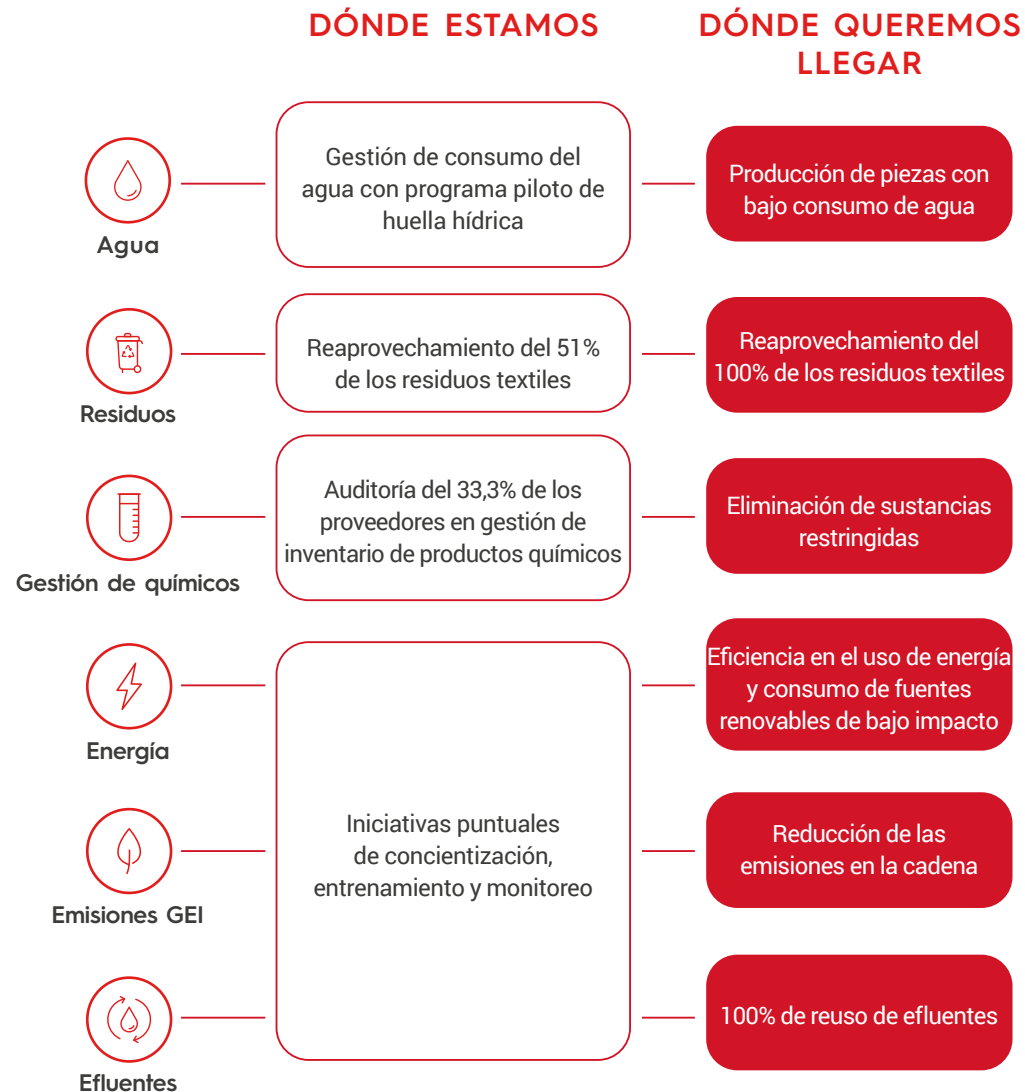 DÓNDE ESTAMOS
DÓNDE QUEREMOS
LLEGAR
Agua
Gestión de consumo del
agua con programa piloto de
huella hídrica
Producción de piezas con
bajo consumo de agua
Residuos
Reaprovechamiento del 51%
de los residuos textiles
Reaprovechamiento del
100% de los residuos textiles
Gestión de químicos
Auditoría del 33,3% de los
proveedores en gestión de
inventario de productos químicos
Eliminación de sustancias
restringidas
Energía
Eficiencia en el uso de energía
y consumo de fuentes
renovables de bajo impacto
Emisiones GEI
Iniciativas puntuales
de concientización,
entrenamiento y monitoreo
Reducción de las
emisiones en la cadena
Efluentes
100% de reuso de efluentes